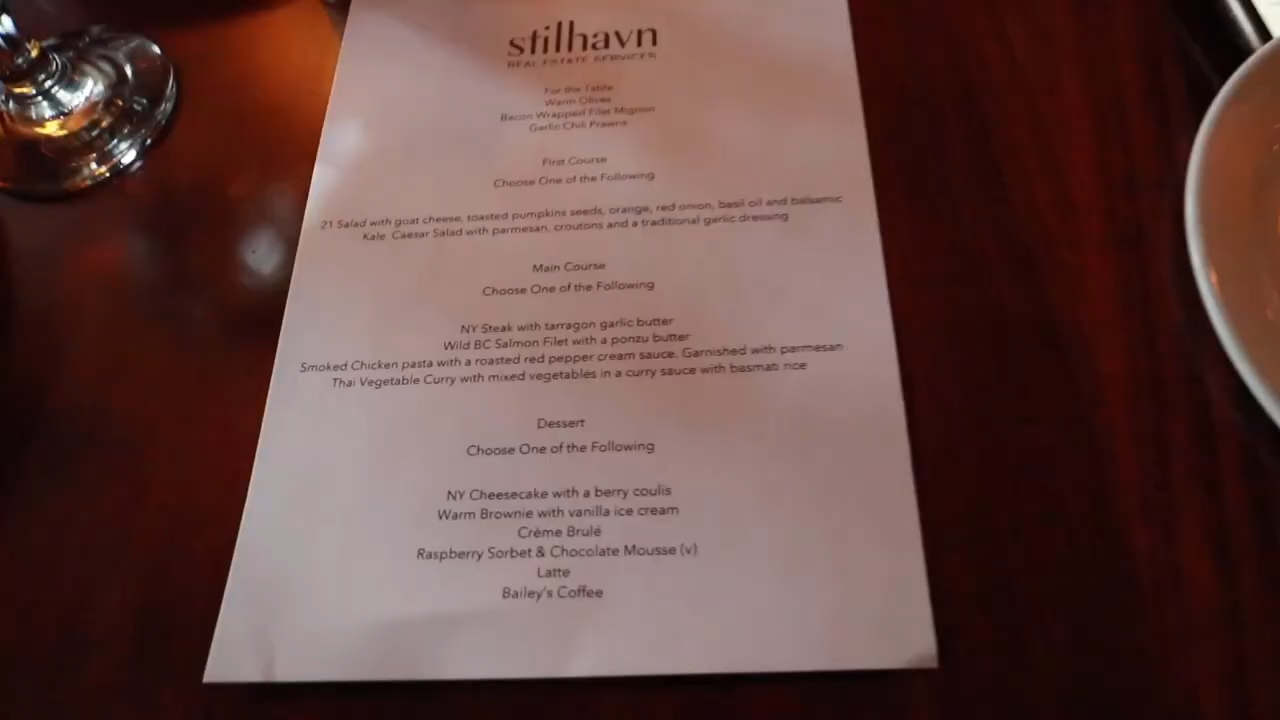 stilhavn
REAL ESTATE SERVICES
For the Table
Warm Olives
Bacon Wrapped Filet Mignon
Garlic Chili Prawns
First Course
Choose One of the Following
21 Salad with goat cheese, toasted pumpkins seeds, orange, red onion, basil oil and balsamic
Kale Caesar Salad with parmesan, croutons and a traditional garlic dressing
Main Course
Choose One of the Following
NY Steak with tarragon garlic butter
Wild BC Salmon Filet with a ponzu butter
Smoked Chicken pasta with a roasted red pepper cream sauce. Garnished with parmesan
Thai Vegetable Curry with mixed vegetables in a curry sauce with basmati rice
Dessert
Choose One of the Following
NY Cheesecake with a berry coulis
Warm Brownie with vanilla ice cream
Crème Brulé
Raspberry Sorbet & Chocolate Mousse (v)
Latte
Bailey's Coffee